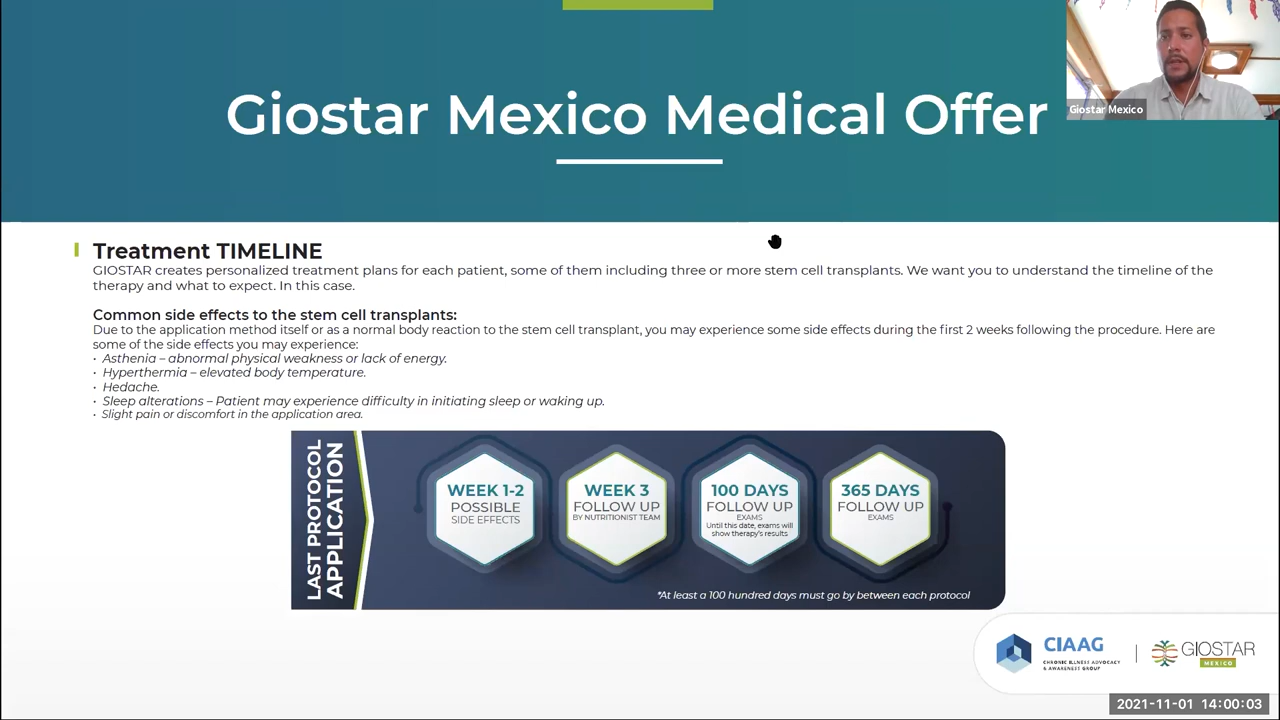 Giostar Mexico Medical Offer
Giostar Mexico
Treatment TIMELINE
GIOSTAR creates personalized treatment plans for each patient, some of them including three or more stem cell transplants. We want you to understand the timeline of the
therapy and what to expect. In this case.
Common side effects to the stem cell transplants:
Due to the application method itself or as a normal body reaction to the stem cell transplant, you may experience some side effects during the first 2 weeks following the procedure. Here are
some of the side effects you may experience:
• Asthenia – abnormal physical weakness or lack of energy.
• Hyperthermia – elevated body temperature.
• Hedache.
• Sleep alterations – Patient may experience difficulty in initiating sleep or waking up.
• Slight pain or discomfort in the application area.
LAST PROTOCOL
APPLICATION
WEEK 1-2
POSSIBLE
SIDE EFFECTS
WEEK 3
FOLLOW UP
BY NUTRITIONIST TEAM
100 DAYS
FOLLOW UP
EXAMS
Until this date, exams will
show therapy's results
365 DAYS
FOLLOW UP
EXAMS
*At least a 100 hundred days must go by between each protocol
CIAAG
CHRONIC ILLNESS ADVOCACY
& AWARENESS GROUP
GIOSTAR
MEXICO
2021-11-01 14:00:03